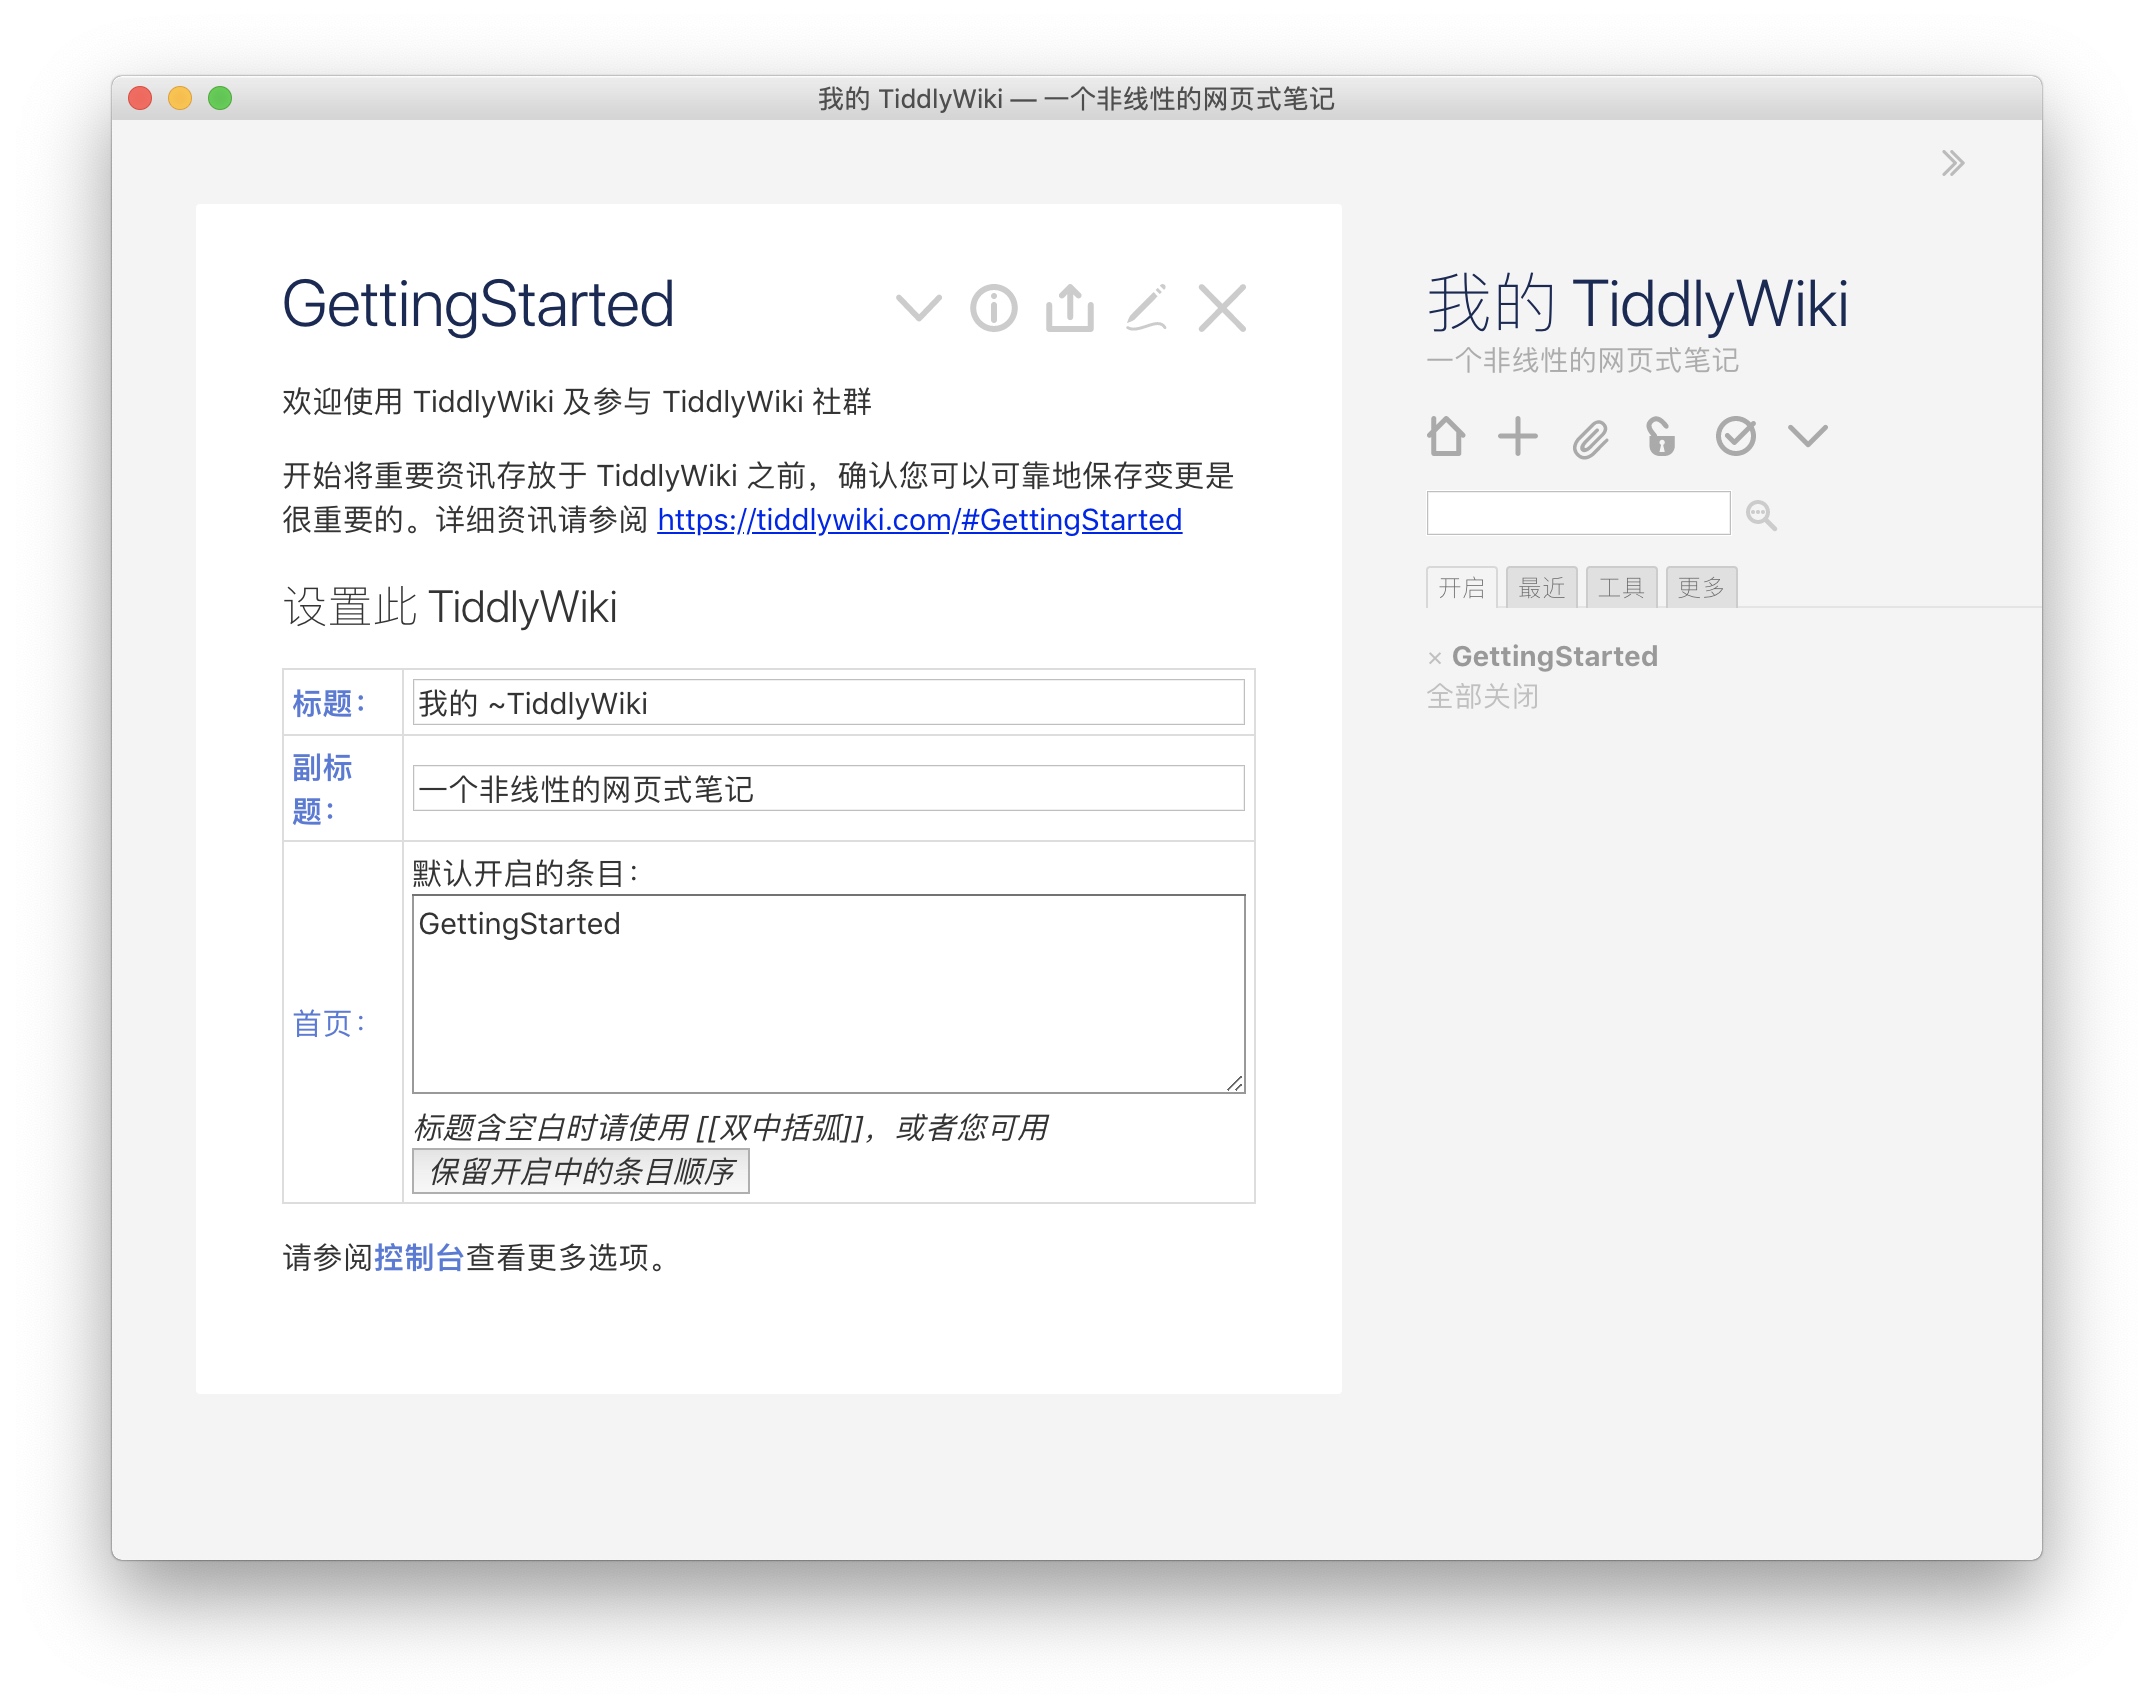 我的 TiddlyWiki — 一个非线性的网页式笔记
GettingStarted
欢迎使用 TiddlyWiki 及参与 TiddlyWiki 社群
开始将重要资讯存放于 TiddlyWiki 之前，确认您可以可靠地保存变更是
很重要的。详细资讯请参阅 https://tiddlywiki.com/#GettingStarted
设置此 TiddlyWiki
标题：
我的 ~TiddlyWiki
副标
题：
一个非线性的网页式笔记
首页：
默认开启的条目：
GettingStarted
标题含空白时请使用 [[双中括弧]]，或者您可用
保留开启中的条目顺序
请参阅控制台查看更多选项。
我的 TiddlyWiki
一个非线性的网页式笔记
开启 最近 工具 更多
× GettingStarted
全部关闭